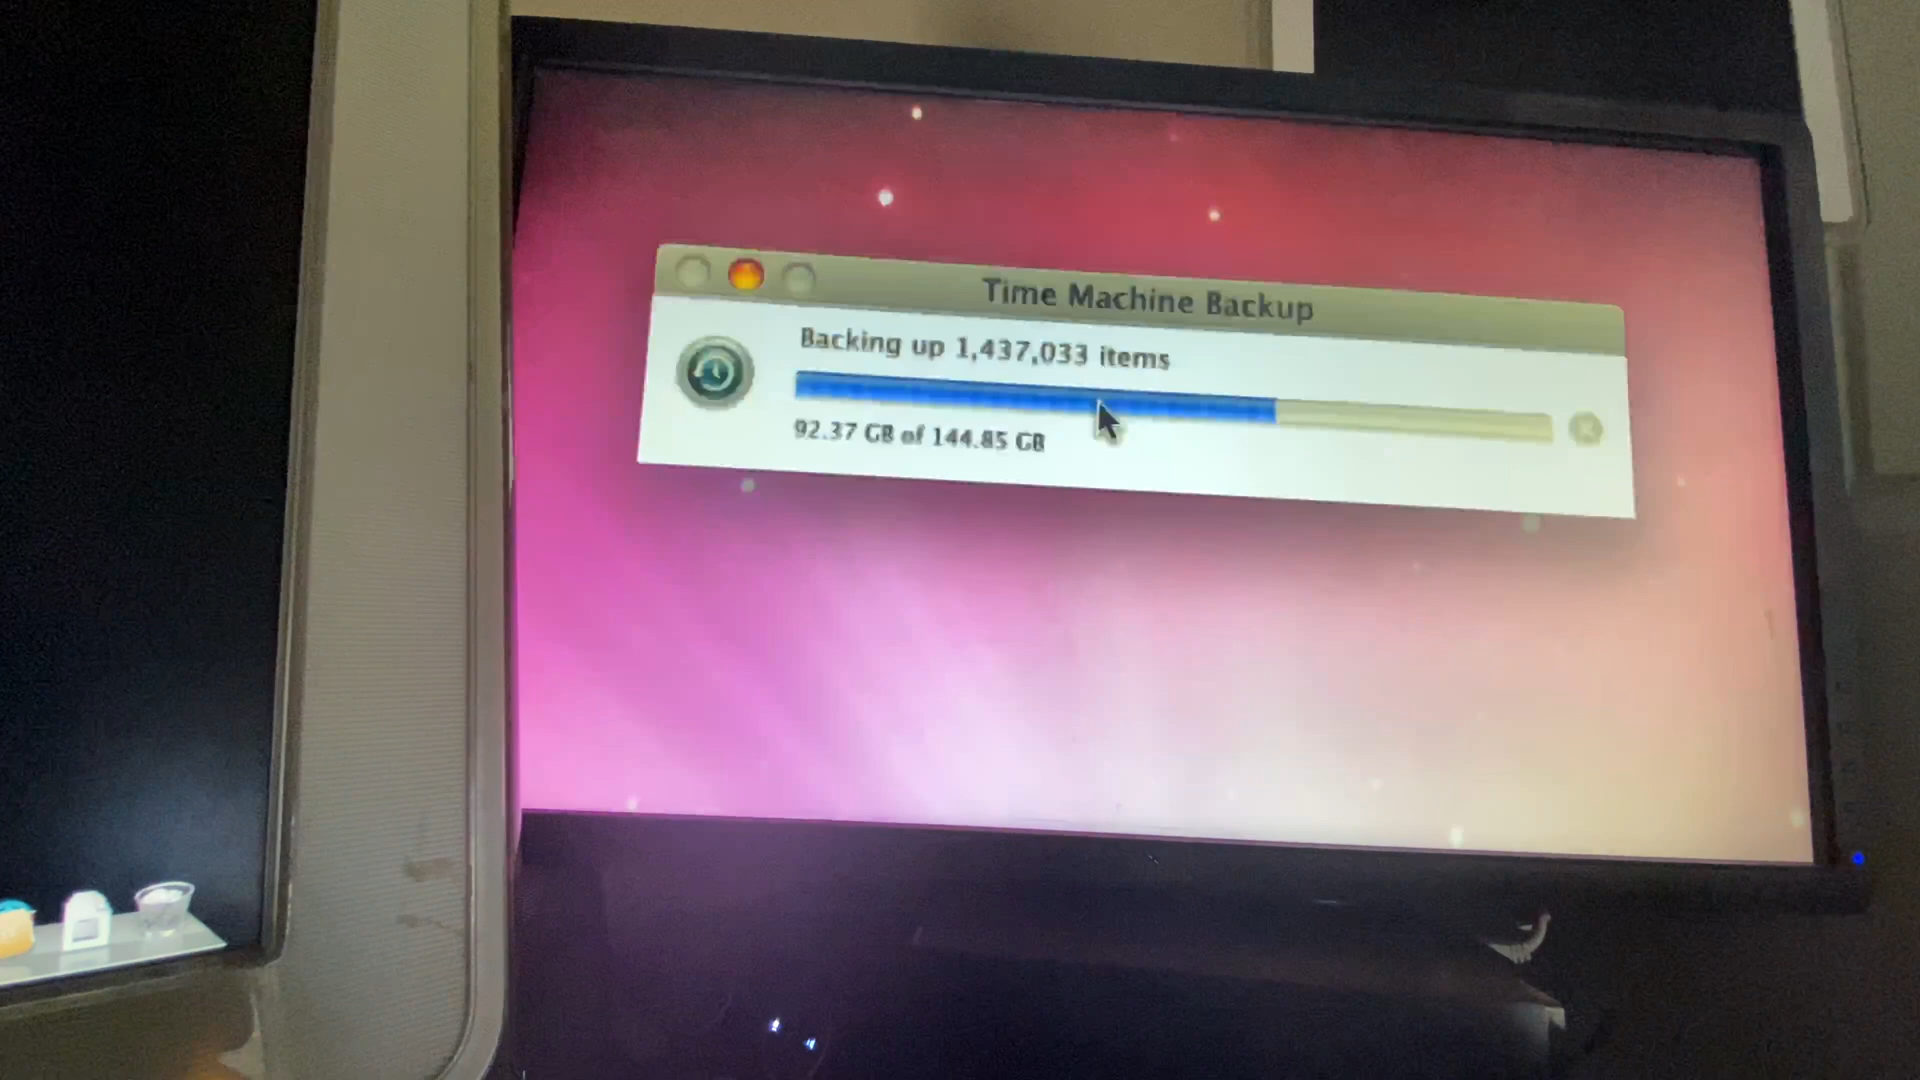 Time Machine Backup
Backing up 1,437,033 items
92.37 GB of 144.85 GB